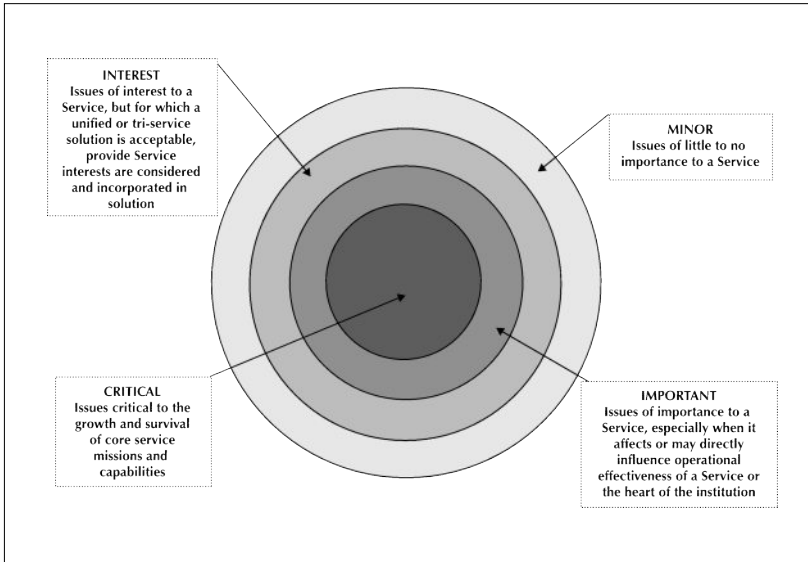 INTEREST
Issues of interest to a
Service, but for which a
unified or tri-service
solution is acceptable,
provide Service
interests are considered
and incorporated in
solution
MINOR
Issues of little to no
importance to a Service
CRITICAL
Issues critical to the
growth and survival
of core service
missions and
capabilities
IMPORTANT
Issues of importance to a
Service, especially when it
affects or may directly
influence operational
effectiveness of a Service or
the heart of the institution